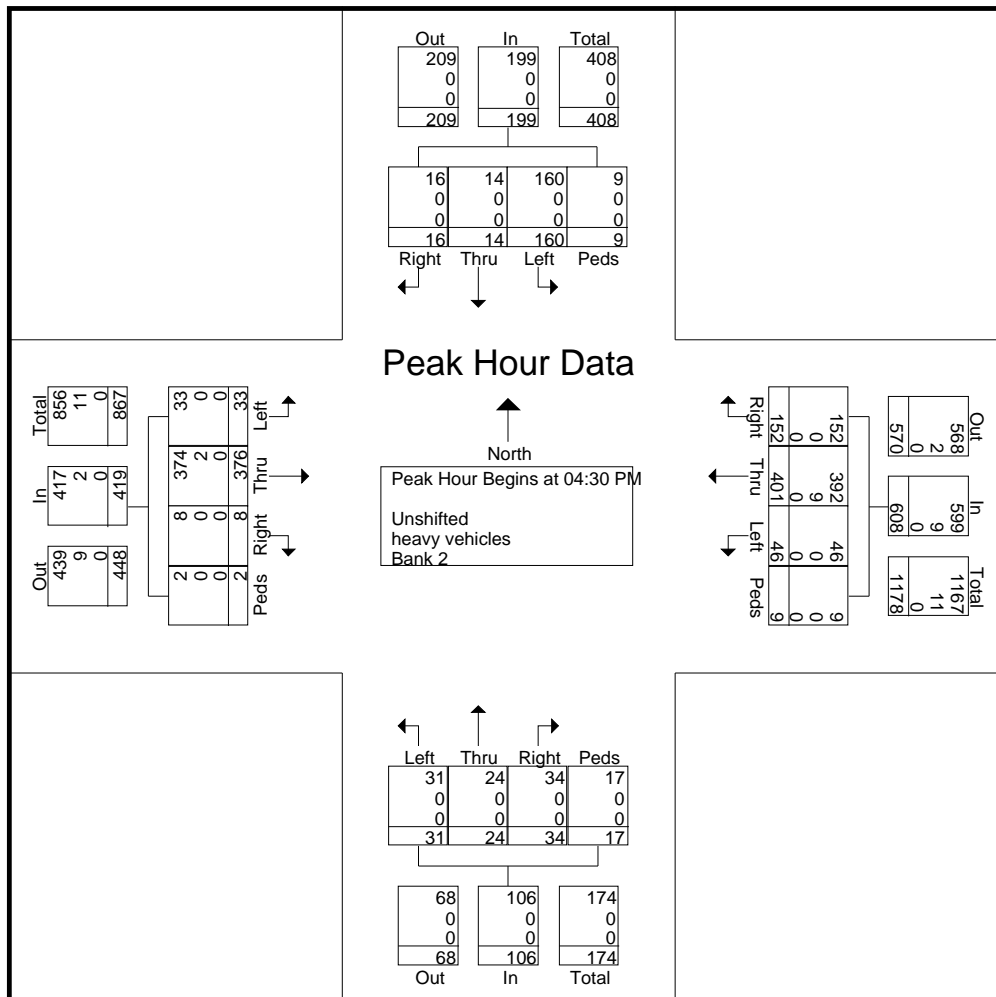 Out In Total
209 199 408
0 0 0
0 0 0
209 199 408
16 14 160 9
0 0 0 0
0 0 0 0
16 14 160 9
Right Thru Left Peds
Peak Hour Data
North
Peak Hour Begins at 04:30 PM
Unshifted
heavy vehicles
Bank 2
Total
856
11
0
867
In
417
2
0
419
Out
439
9
0
448
33
0
0
33
Left
374
2
0
376
Thru
8
0
0
8
Right
2
0
0
2
Peds
Right
152
0
0
152
Thru
392
9
0
401
Left
46
0
0
46
Peds
9
0
0
9
Out
568
2
0
570
In
599
9
0
608
Total
1167
11
0
1178
Left Thru Right Peds
31 24 34 17
0 0 0 0
0 0 0 0
31 24 34 17
68 106 174
0 0 0
0 0 0
68 106 174
Out In Total